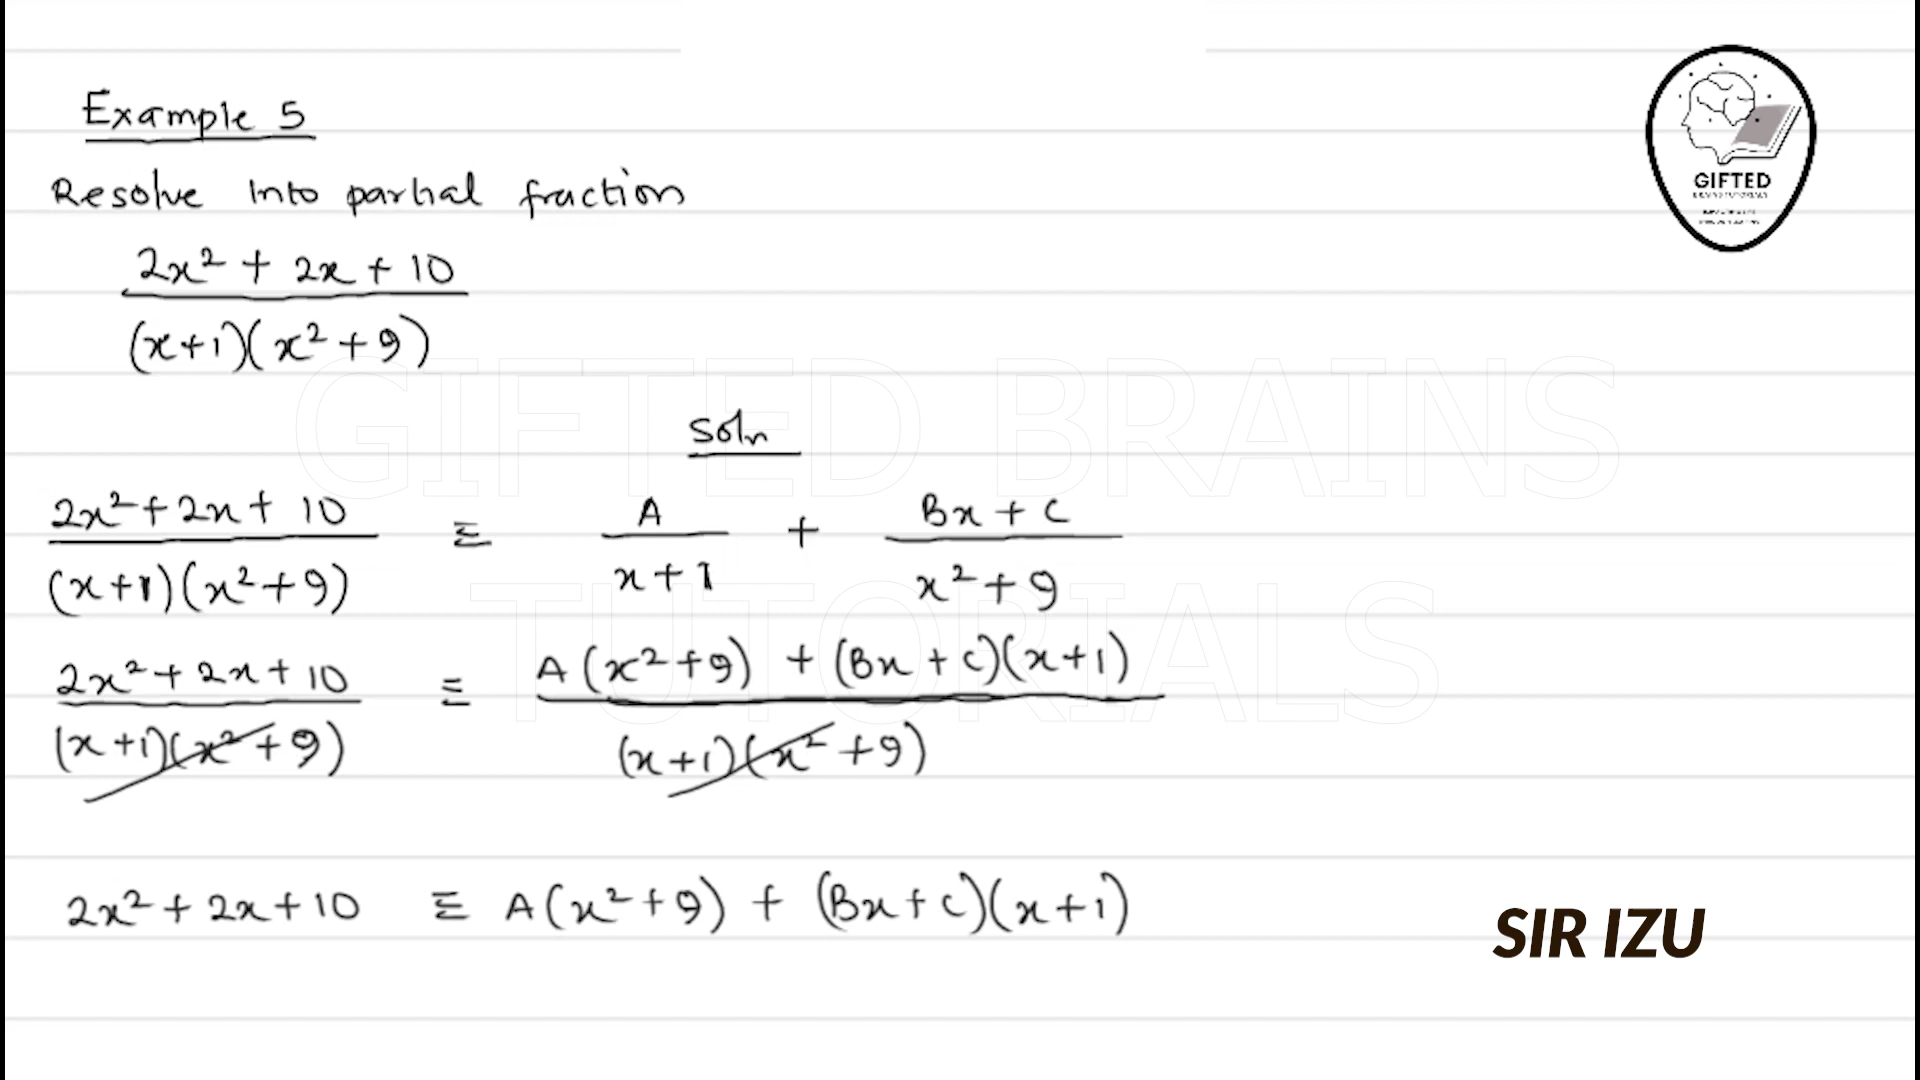 Example 5
Resolve into partial fraction
2x² + 2x + 10
(x+1)(x² + 9)
Soln
2x² + 2x + 10 ≡ A + Bx + C
(x+1)(x² + 9) x+1 x² + 9
2x² + 2x + 10 ≡ A(x² + 9) + (Bx + C)(x+1)
(x+1)(x² + 9) (x+1)(x² + 9)
2x² + 2x + 10 ≡ A(x² + 9) + (Bx + C)(x+1)
GIFTED
GIFTED BRAINS
TUTORIALS
SIR IZU